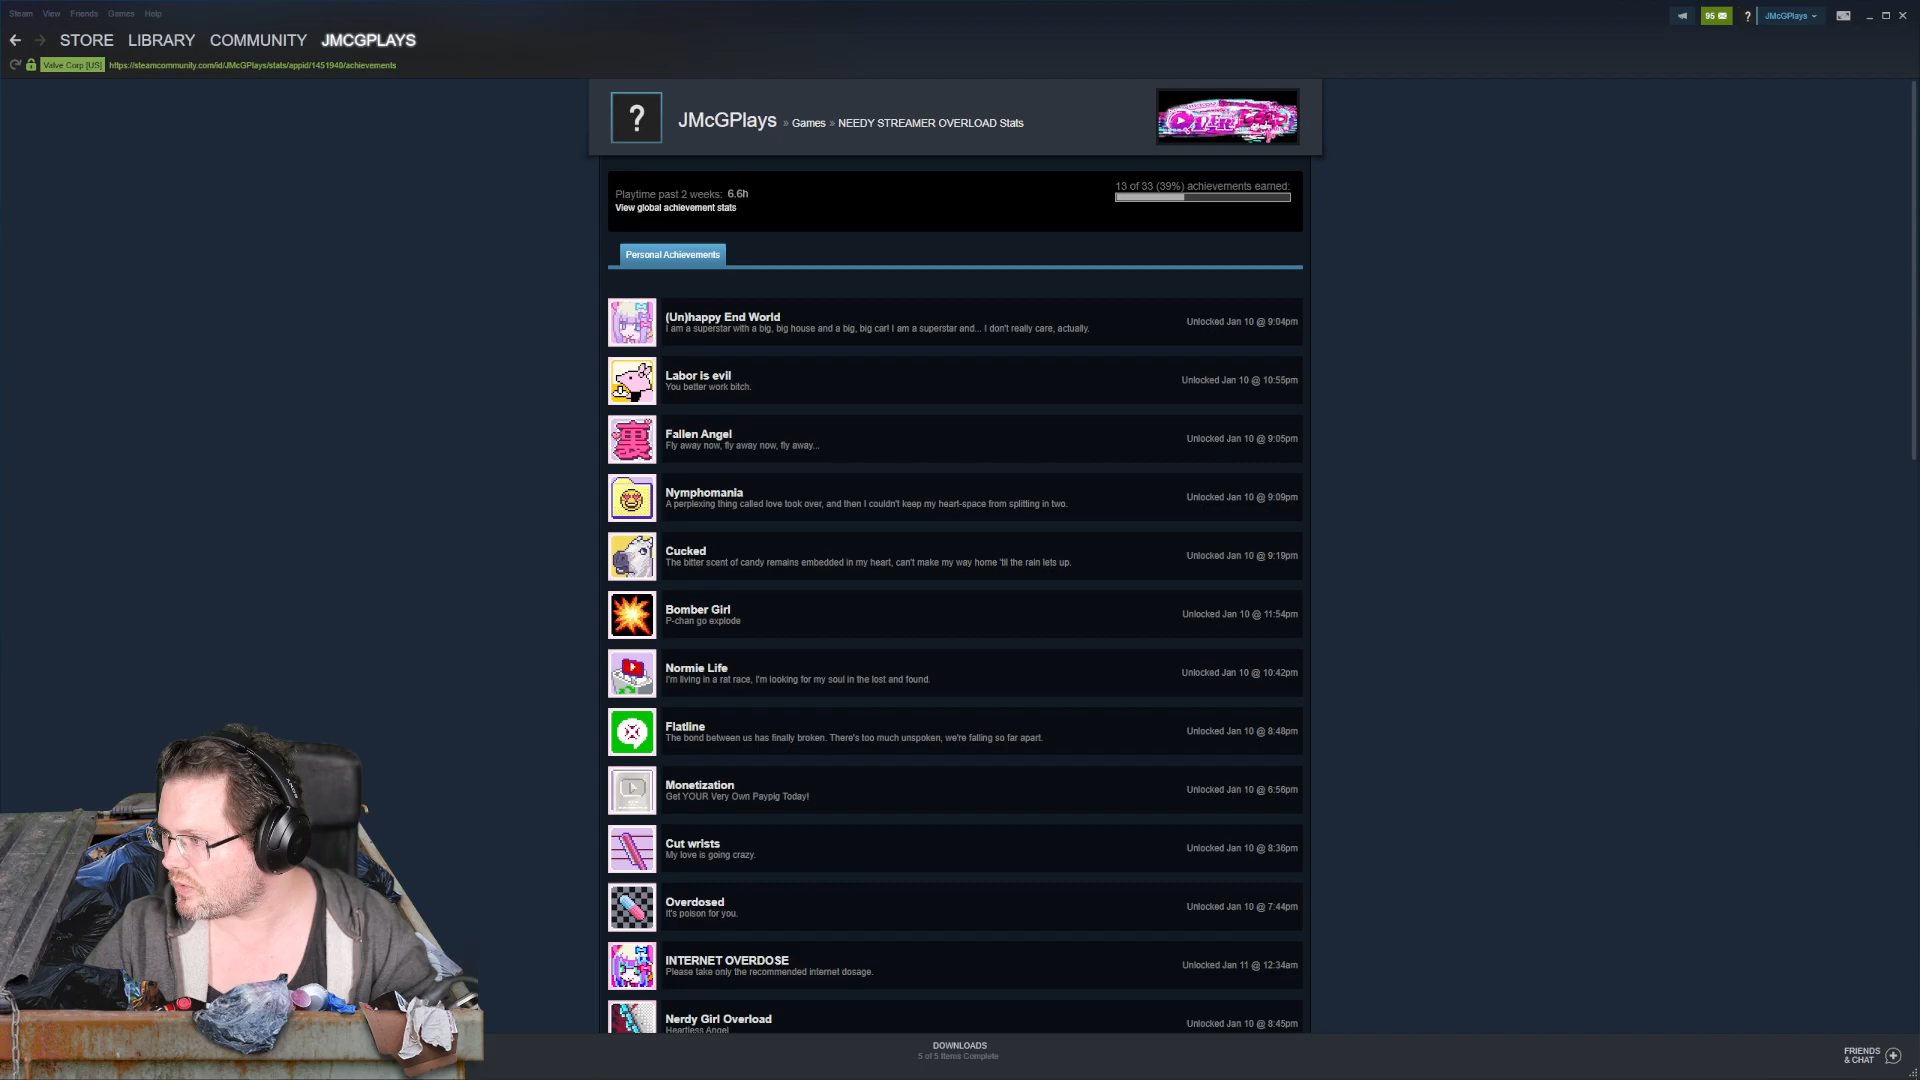 Steam View Friends Games Help
95 ? JMcGPlays
STORE LIBRARY COMMUNITY JMCGPLAYS
Valve Corp [US] https://steamcommunity.com/id/JMcGPlays/stats/appid/1451940/achievements
? JMcGPlays » Games » NEEDY STREAMER OVERLOAD Stats
Playtime past 2 weeks: 6.6h
View global achievement stats
13 of 33 (39%) achievements earned:
Personal Achievements
(Un)happy End World
I am a superstar with a big, big house and a big, big car! I am a superstar and... I don't really care, actually.
Unlocked Jan 10 @ 9:04pm
Labor is evil
You better work bitch.
Unlocked Jan 10 @ 10:55pm
裏
Fallen Angel
Fly away now, fly away now, fly away...
Unlocked Jan 10 @ 9:05pm
Nymphomania
A perplexing thing called love took over, and then I couldn't keep my heart-space from splitting in two.
Unlocked Jan 10 @ 9:09pm
Cucked
The bitter scent of candy remains embedded in my heart, can't make my way home 'til the rain lets up.
Unlocked Jan 10 @ 9:19pm
Bomber Girl
P-chan go explode
Unlocked Jan 10 @ 11:54pm
Normie Life
I'm living in a rat race, I'm looking for my soul in the lost and found.
Unlocked Jan 10 @ 10:42pm
Flatline
The bond between us has finally broken. There's too much unspoken, we're falling so far apart.
Unlocked Jan 10 @ 8:48pm
Monetization
Get YOUR Very Own Paypig Today!
Unlocked Jan 10 @ 6:56pm
Cut wrists
My love is going crazy.
Unlocked Jan 10 @ 8:36pm
Overdosed
It's poison for you.
Unlocked Jan 10 @ 7:44pm
INTERNET OVERDOSE
Please take only the recommended internet dosage.
Unlocked Jan 11 @ 12:34am
Nerdy Girl Overload
Heartless Angel
Unlocked Jan 10 @ 8:45pm
DOWNLOADS
5 of 5 Items Complete
FRIENDS
& CHAT
SONY